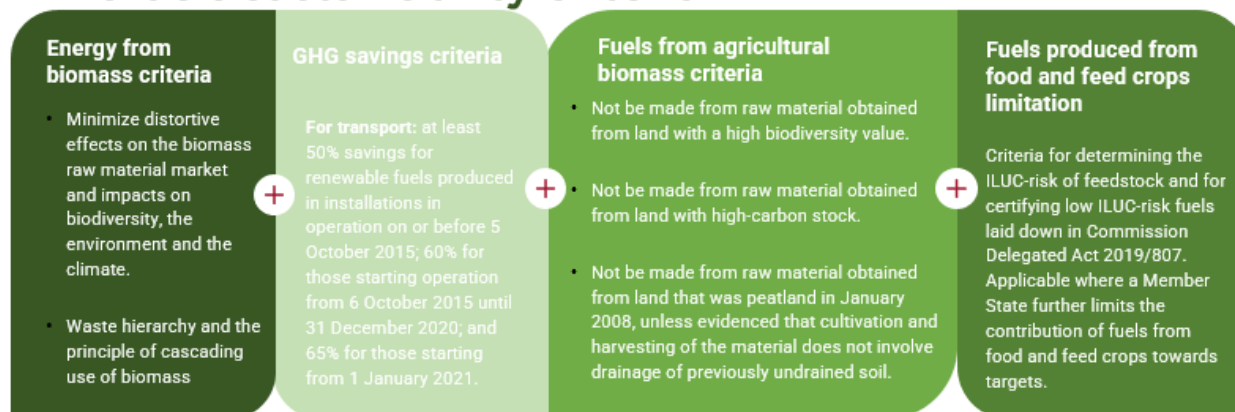 Energy from
biomass criteria
Minimize distortive
effects on the biomass
raw material market
and impacts on
biodiversity, the
environment and the
climate.
Waste hierarchy and the
principle of cascading
use of biomass
GHG savings criteria
For transport: at least
50% savings for
renewable fuels produced
in installations in
operation on or before 5
October 2015; 60% for
those starting operation
from 6 October 2015 until
31 December 2020; and
65% for those starting
from 1 January 2021.
Fuels from agricultural
biomass criteria
Not be made from raw material obtained
from land with a high biodiversity value.
Not be made from raw material obtained
from land with high-carbon stock.
Not be made from raw material obtained
from land that was peatland in January
2008, unless evidenced that cultivation and
harvesting of the material does not involve
drainage of previously undrained soil.
Fuels produced from
food and feed crops
limitation
Criteria for determining the
ILUC-risk of feedstock and for
certifying low ILUC-risk fuels
laid down in Commission
Delegated Act 2019/807.
Applicable where a Member
State further limits the
contribution of fuels from
food and feed crops towards
targets.